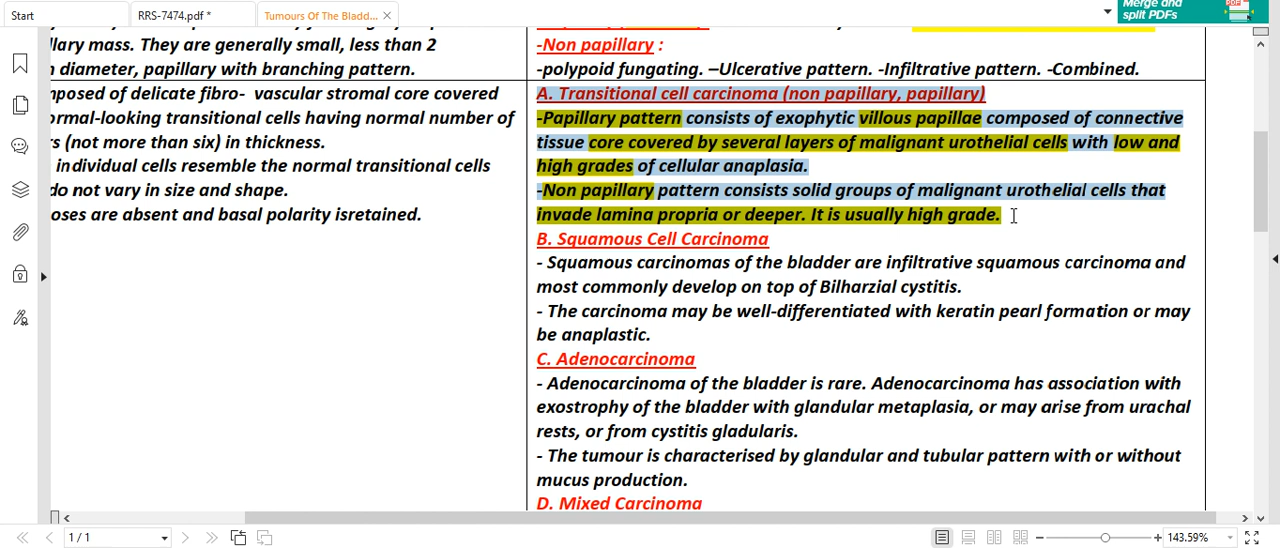 Start
RRS-7474.pdf *
Tumours Of The Bladd...
Merge and
split PDFs
llary mass. They are generally small, less than 2
n diameter, papillary with branching pattern.
mposed of delicate fibro- vascular stromal core covered
ormal-looking transitional cells having normal number of
rs (not more than six) in thickness.
individual cells resemble the normal transitional cells
do not vary in size and shape.
oses are absent and basal polarity isretained.
-Non papillary :
-polypoid fungating. –Ulcerative pattern. -Infiltrative pattern. -Combined.
A. Transitional cell carcinoma (non papillary, papillary)
-Papillary pattern consists of exophytic villous papillae composed of connective
tissue core covered by several layers of malignant urothelial cells with low and
high grades of cellular anaplasia.
-Non papillary pattern consists solid groups of malignant urothelial cells that
invade lamina propria or deeper. It is usually high grade.
B. Squamous Cell Carcinoma
- Squamous carcinomas of the bladder are infiltrative squamous carcinoma and
most commonly develop on top of Bilharzial cystitis.
- The carcinoma may be well-differentiated with keratin pearl formation or may
be anaplastic.
C. Adenocarcinoma
- Adenocarcinoma of the bladder is rare. Adenocarcinoma has association with
exostrophy of the bladder with glandular metaplasia, or may arise from urachal
rests, or from cystitis gladularis.
- The tumour is characterised by glandular and tubular pattern with or without
mucus production.
D. Mixed Carcinoma
1 / 1
143.59%